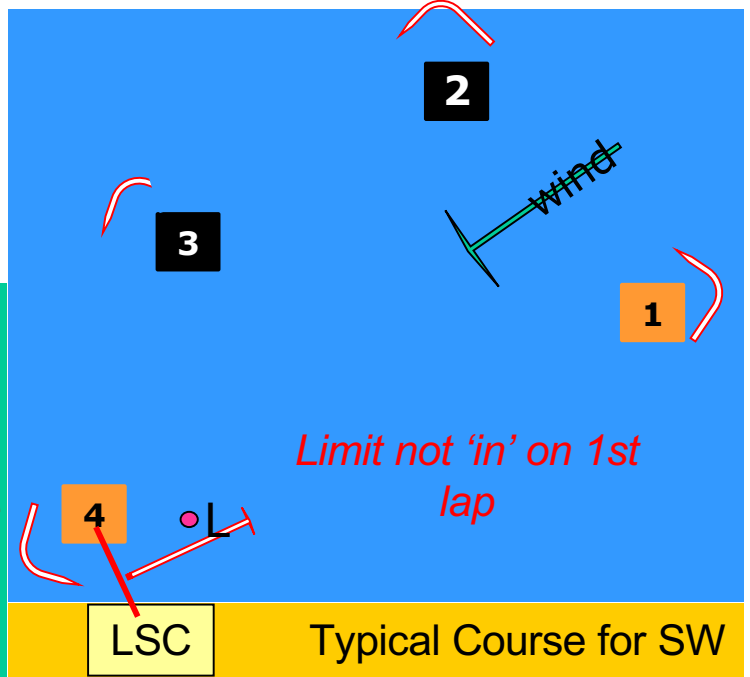 2
wind
3
1
Limit not ‘in’ on 1st
lap
4
L
LSC
Typical Course for SW